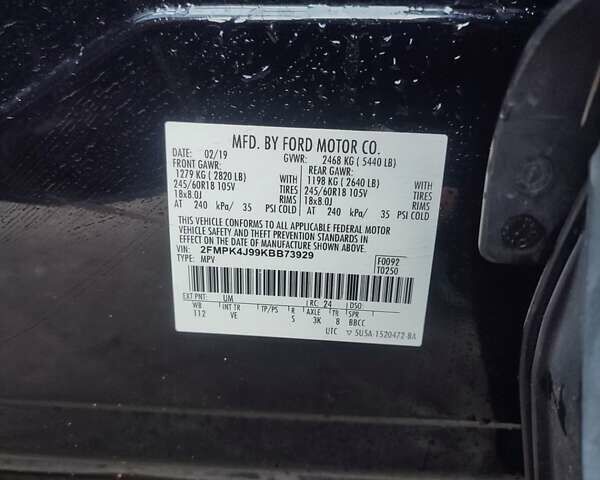 MFD. BY FORD MOTOR CO.
DATE: 02/19 GVWR: 2468 KG ( 5440 LB)
FRONT GAWR: REAR GAWR:
1279 KG ( 2820 LB) 1198 KG ( 2640 LB)
245/60R18 105V TIRES 245/60R18 105V TIRES
18x8.0J RIMS 18x8.0J RIMS
AT 240 kPa/ 35 PSI COLD AT 240 kPa/ 35 PSI COLD
THIS VEHICLE CONFORMS TO ALL APPLICABLE FEDERAL MOTOR
VEHICLE SAFETY AND THEFT PREVENTION STANDARDS IN
EFFECT ON THE DATE OF MANUFACTURE SHOWN ABOVE.
VIN: 2FMPK4J99KBB73929 F0092
TYPE: MPV T0250
EXT PNT: UM RC: 24 DSO:
WB INT TR TP/PS R AXLE TR SPR
112 VE 5 3K 8 BBCC
UTC ▽ 5U5A-1520472-BA